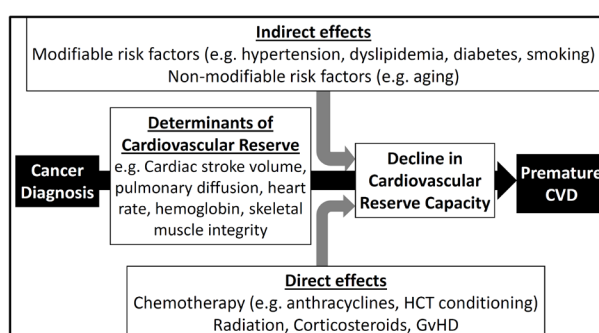 Indirect effects
Modifiable risk factors (e.g. hypertension, dyslipidemia, diabetes, smoking)
Non-modifiable risk factors (e.g. aging)
Cancer
Diagnosis
Determinants of
Cardiovascular Reserve
e.g. Cardiac stroke volume,
pulmonary diffusion, heart
rate, hemoglobin, skeletal
muscle integrity
Decline in
Cardiovascular
Reserve Capacity
Premature
CVD
Direct effects
Chemotherapy (e.g. anthracyclines, HCT conditioning)
Radiation, Corticosteroids, GvHD